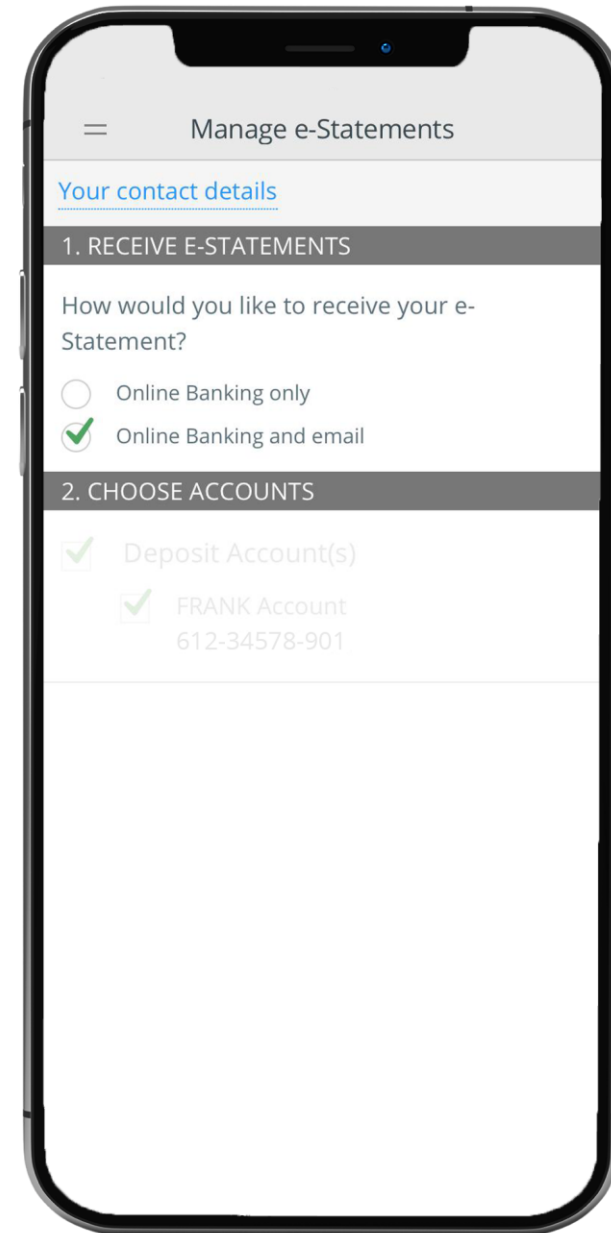 Manage e-Statements
Your contact details
1. RECEIVE E-STATEMENTS
How would you like to receive your e-
Statement?
Online Banking only
Online Banking and email
2. CHOOSE ACCOUNTS
Deposit Account(s)
FRANK Account
612-34578-901